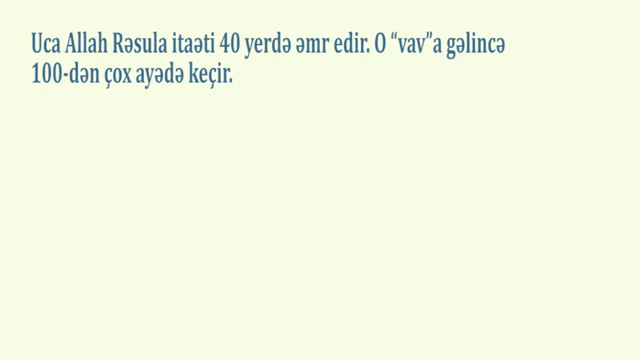 Uca Allah Rəsula itaəti 40 yerdə əmr edir. O “vav”a gəlincə
100-dən çox ayədə keçir.